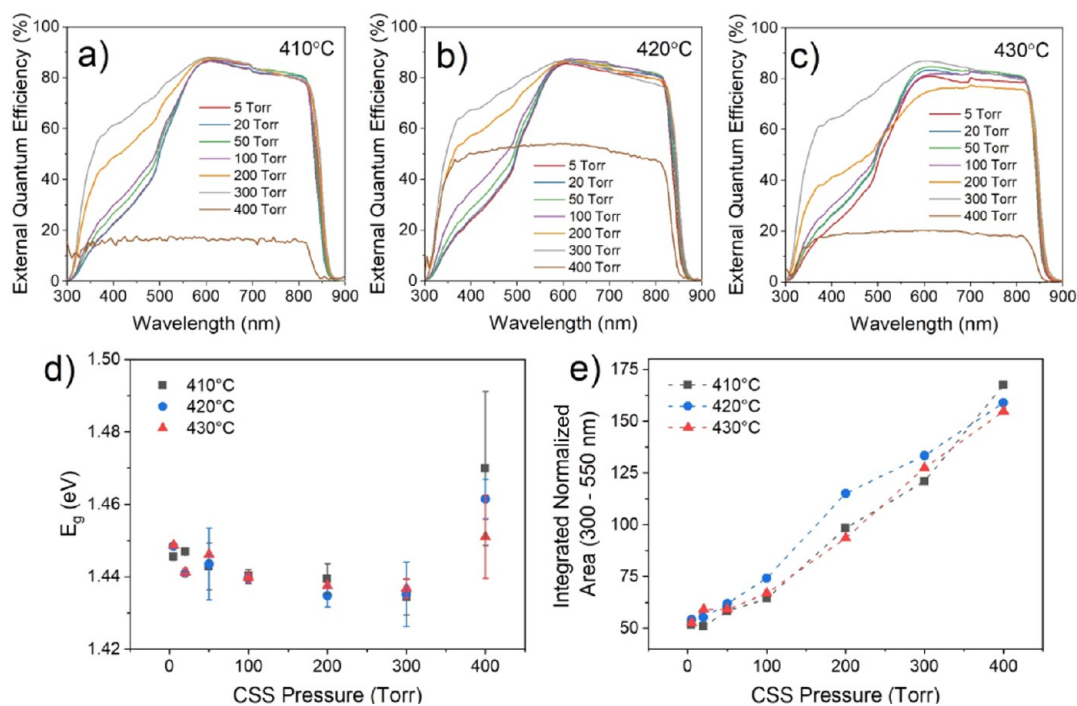 a)
410°C
External Quantum Efficiency (%)
100
80
60
40
20
0
5 Torr
20 Torr
50 Torr
100 Torr
200 Torr
300 Torr
400 Torr
300 400 500 600 700 800 900
Wavelength (nm)
b)
420°C
External Quantum Efficiency (%)
100
80
60
40
20
0
5 Torr
20 Torr
50 Torr
100 Torr
200 Torr
300 Torr
400 Torr
300 400 500 600 700 800 900
Wavelength (nm)
c)
430°C
External Quantum Efficiency (%)
100
80
60
40
20
0
5 Torr
20 Torr
50 Torr
100 Torr
200 Torr
300 Torr
400 Torr
300 400 500 600 700 800 900
Wavelength (nm)
d)
410°C
420°C
430°C
E_g (eV)
1.50
1.48
1.46
1.44
1.42
0 100 200 300 400
CSS Pressure (Torr)
e)
410°C
420°C
430°C
Integrated Normalized
Area (300 - 550 nm)
175
150
125
100
75
50
0 100 200 300 400
CSS Pressure (Torr)